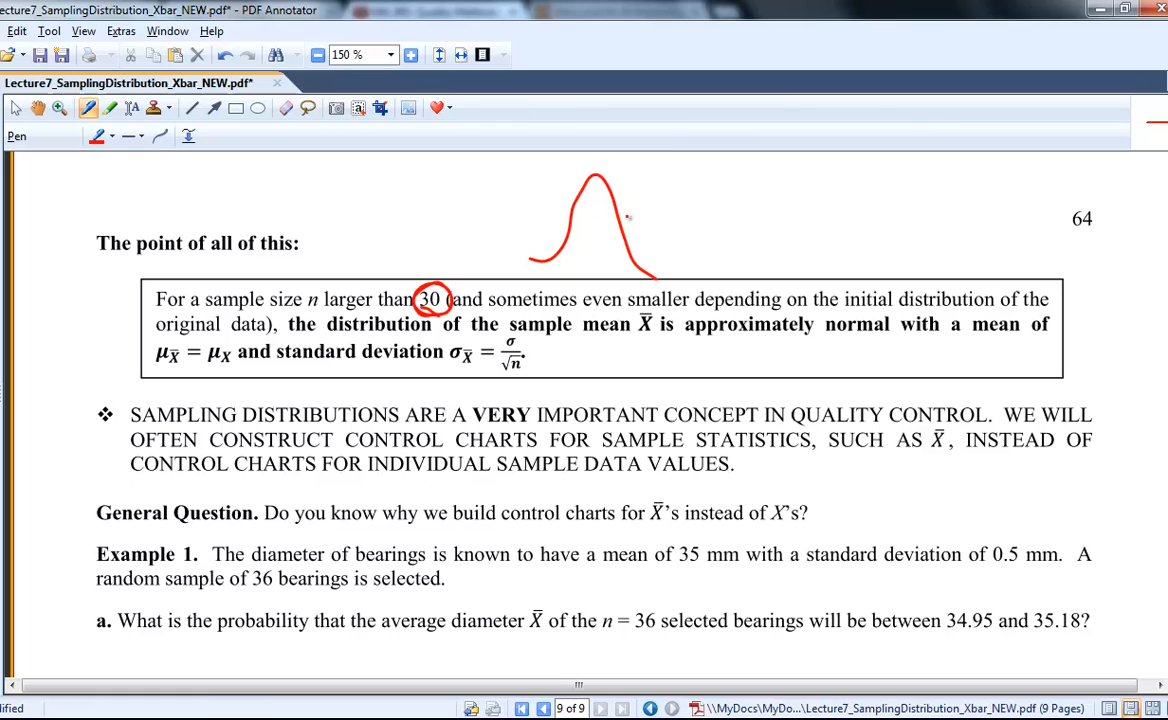 ecture7_SamplingDistribution_Xbar_NEW.pdf* - PDF Annotator
Edit Tool View Extras Window Help
150 %
Lecture7_SamplingDistribution_Xbar_NEW.pdf*
Pen
64
The point of all of this:
For a sample size n larger than 30 (and sometimes even smaller depending on the initial distribution of the
original data), the distribution of the sample mean X̄ is approximately normal with a mean of
μ_X̄ = μ_X and standard deviation σ_X̄ = σ/√n.
❖ SAMPLING DISTRIBUTIONS ARE A VERY IMPORTANT CONCEPT IN QUALITY CONTROL. WE WILL
OFTEN CONSTRUCT CONTROL CHARTS FOR SAMPLE STATISTICS, SUCH AS X̄, INSTEAD OF
CONTROL CHARTS FOR INDIVIDUAL SAMPLE DATA VALUES.
General Question. Do you know why we build control charts for X̄'s instead of X's?
Example 1. The diameter of bearings is known to have a mean of 35 mm with a standard deviation of 0.5 mm. A
random sample of 36 bearings is selected.
a. What is the probability that the average diameter X̄ of the n = 36 selected bearings will be between 34.95 and 35.18?
ified
9 of 9
\\MyDocs\MyDo...\Lecture7_SamplingDistribution_Xbar_NEW.pdf (9 Pages)